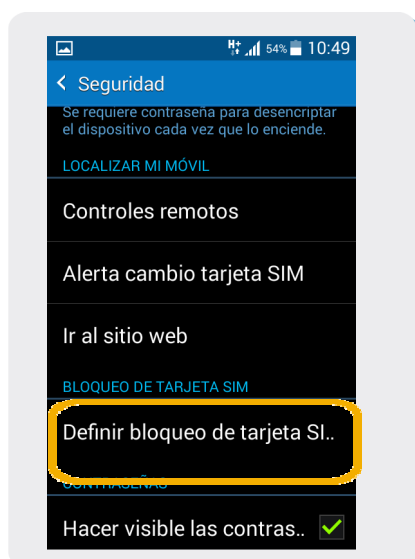 H+ 54% 10:49
< Seguridad
Se requiere contraseña para desencriptar
el dispositivo cada vez que lo enciende.
LOCALIZAR MI MÓVIL
Controles remotos
Alerta cambio tarjeta SIM
Ir al sitio web
BLOQUEO DE TARJETA SIM
Definir bloqueo de tarjeta SI..
CONTRASEÑAS
Hacer visible las contras..